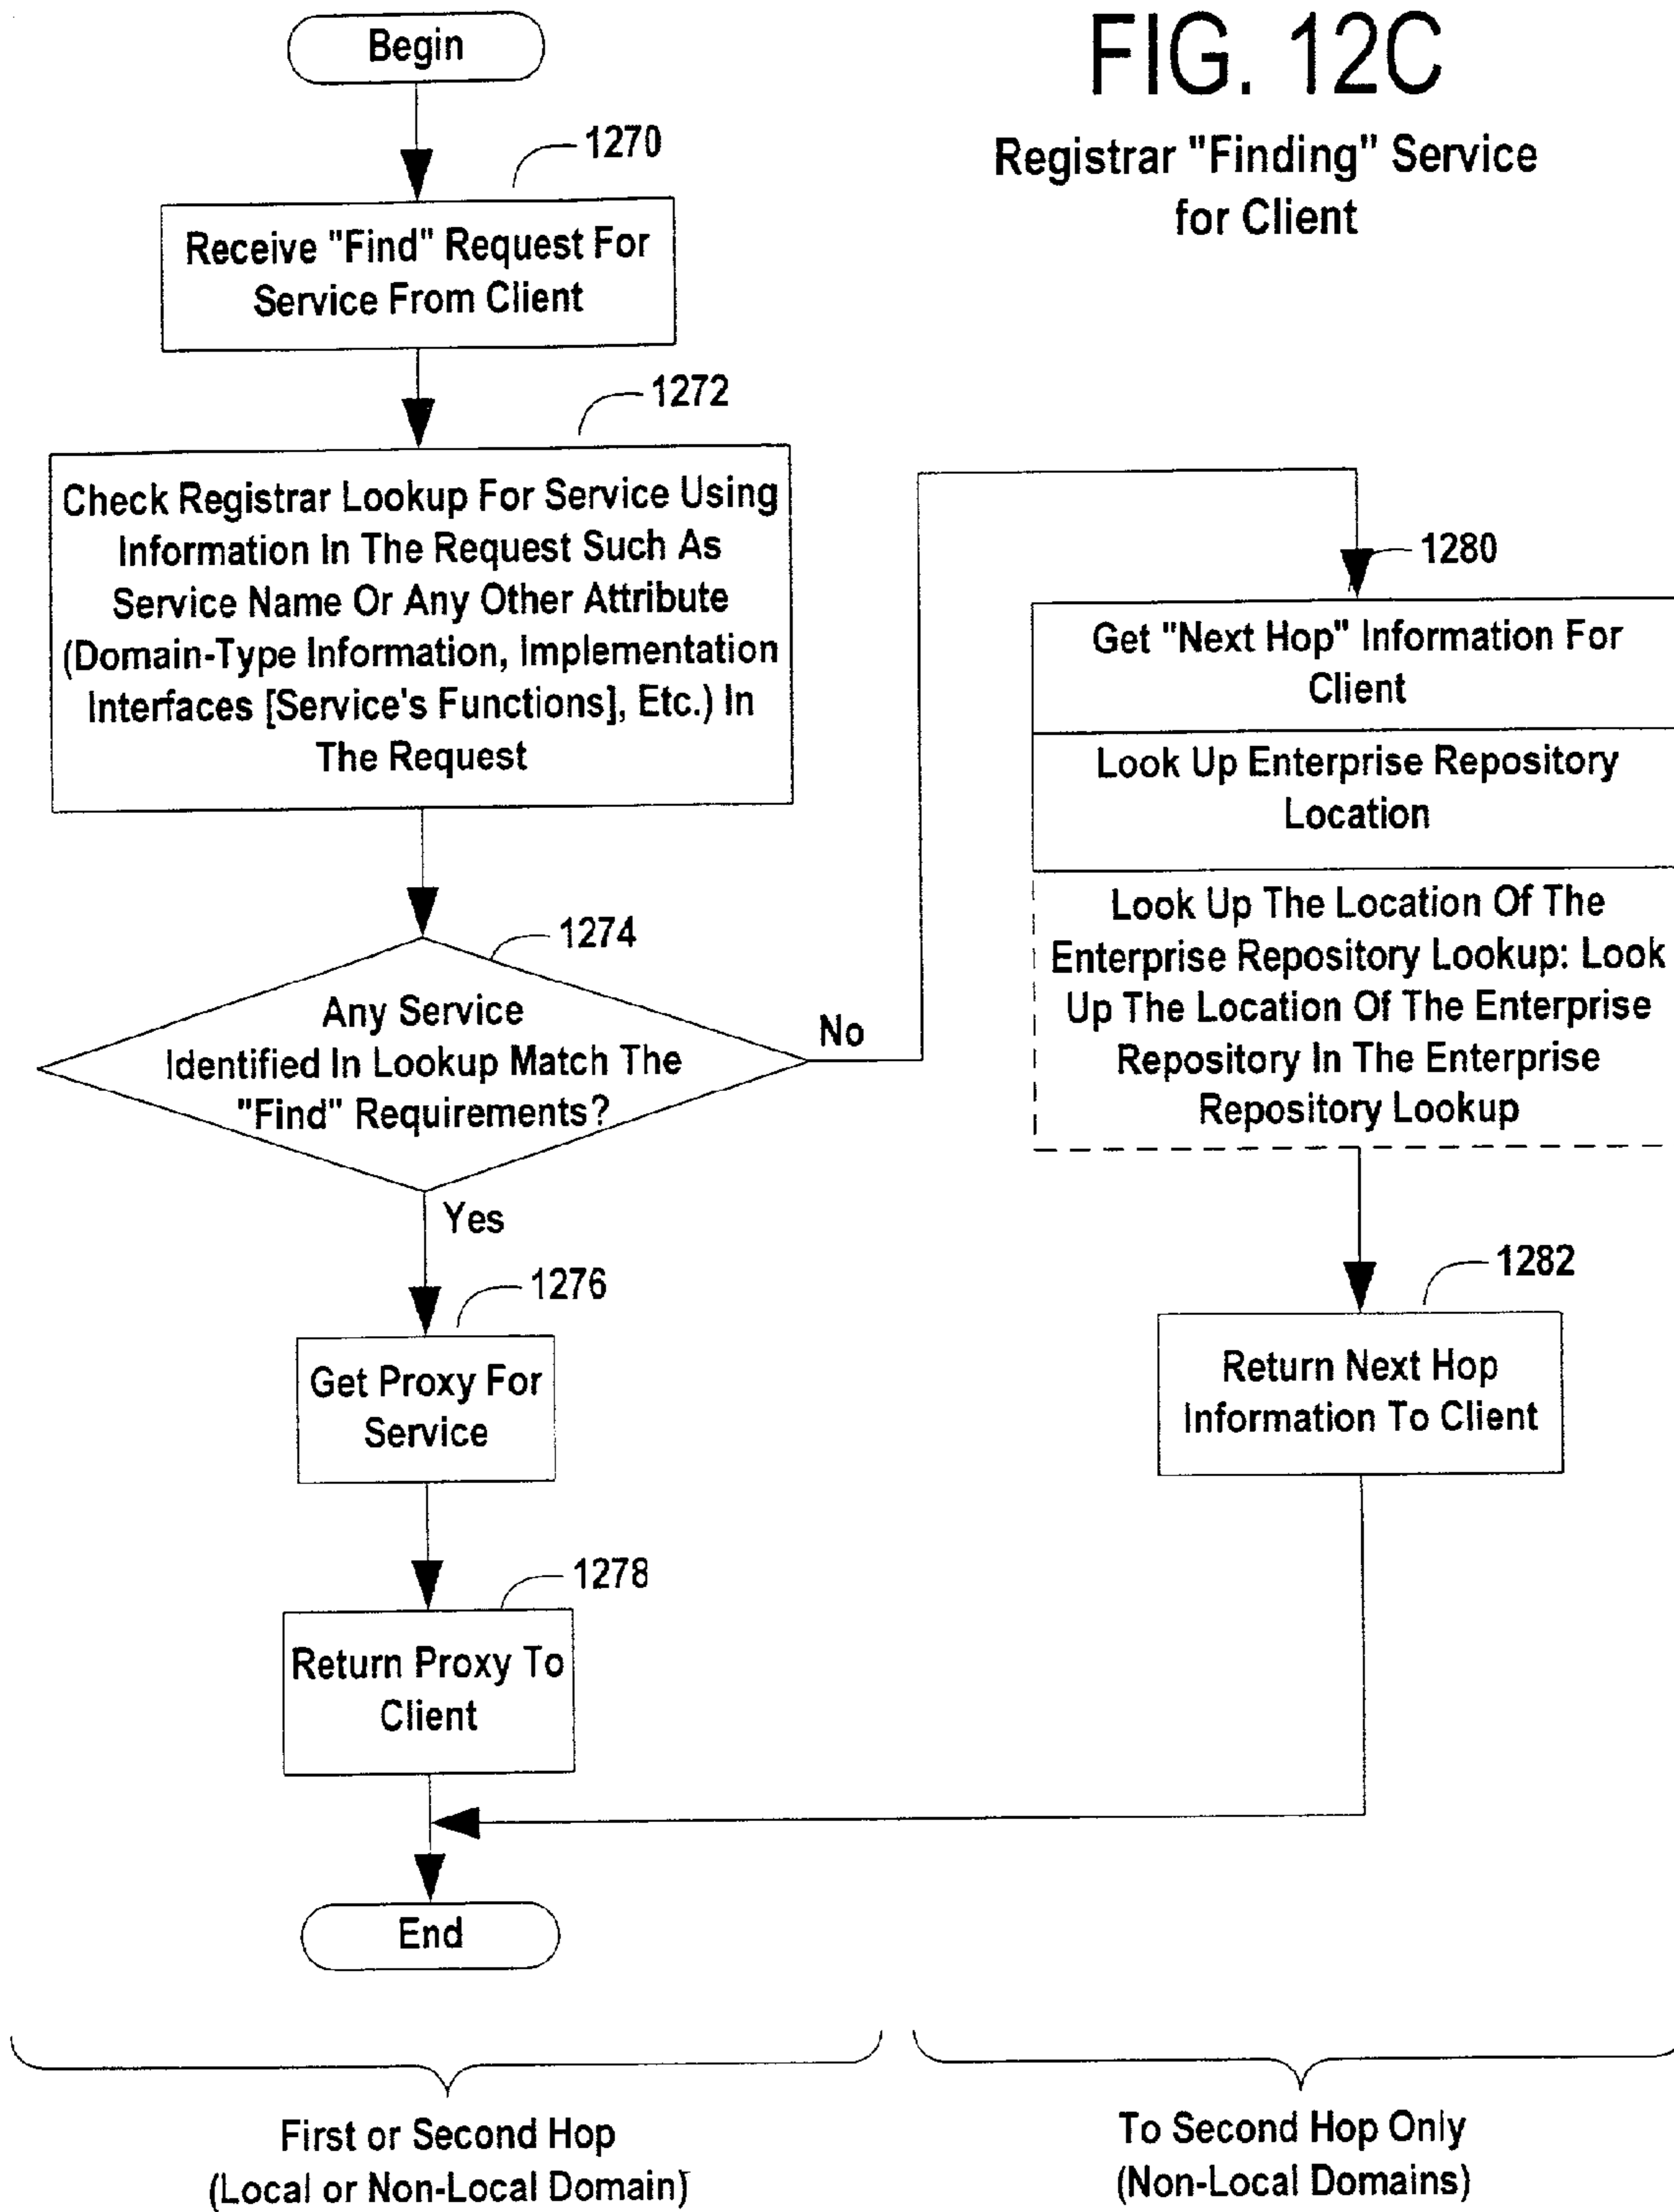 FIG. 12C
Registrar "Finding" Service
for Client
Begin
1270
Receive "Find" Request For
Service From Client
1272
Check Registrar Lookup For Service Using
Information In The Request Such As
Service Name Or Any Other Attribute
(Domain-Type Information, Implementation
Interfaces [Service's Functions], Etc.) In
The Request
1274
Any Service
Identified In Lookup Match The
"Find" Requirements?
No
Yes
1276
Get Proxy For
Service
1278
Return Proxy To
Client
End
1280
Get "Next Hop" Information For
Client
Look Up Enterprise Repository
Location
Look Up The Location Of The
Enterprise Repository Lookup: Look
Up The Location Of The Enterprise
Repository In The Enterprise
Repository Lookup
1282
Return Next Hop
Information To Client
First or Second Hop
(Local or Non-Local Domain)
To Second Hop Only
(Non-Local Domains)